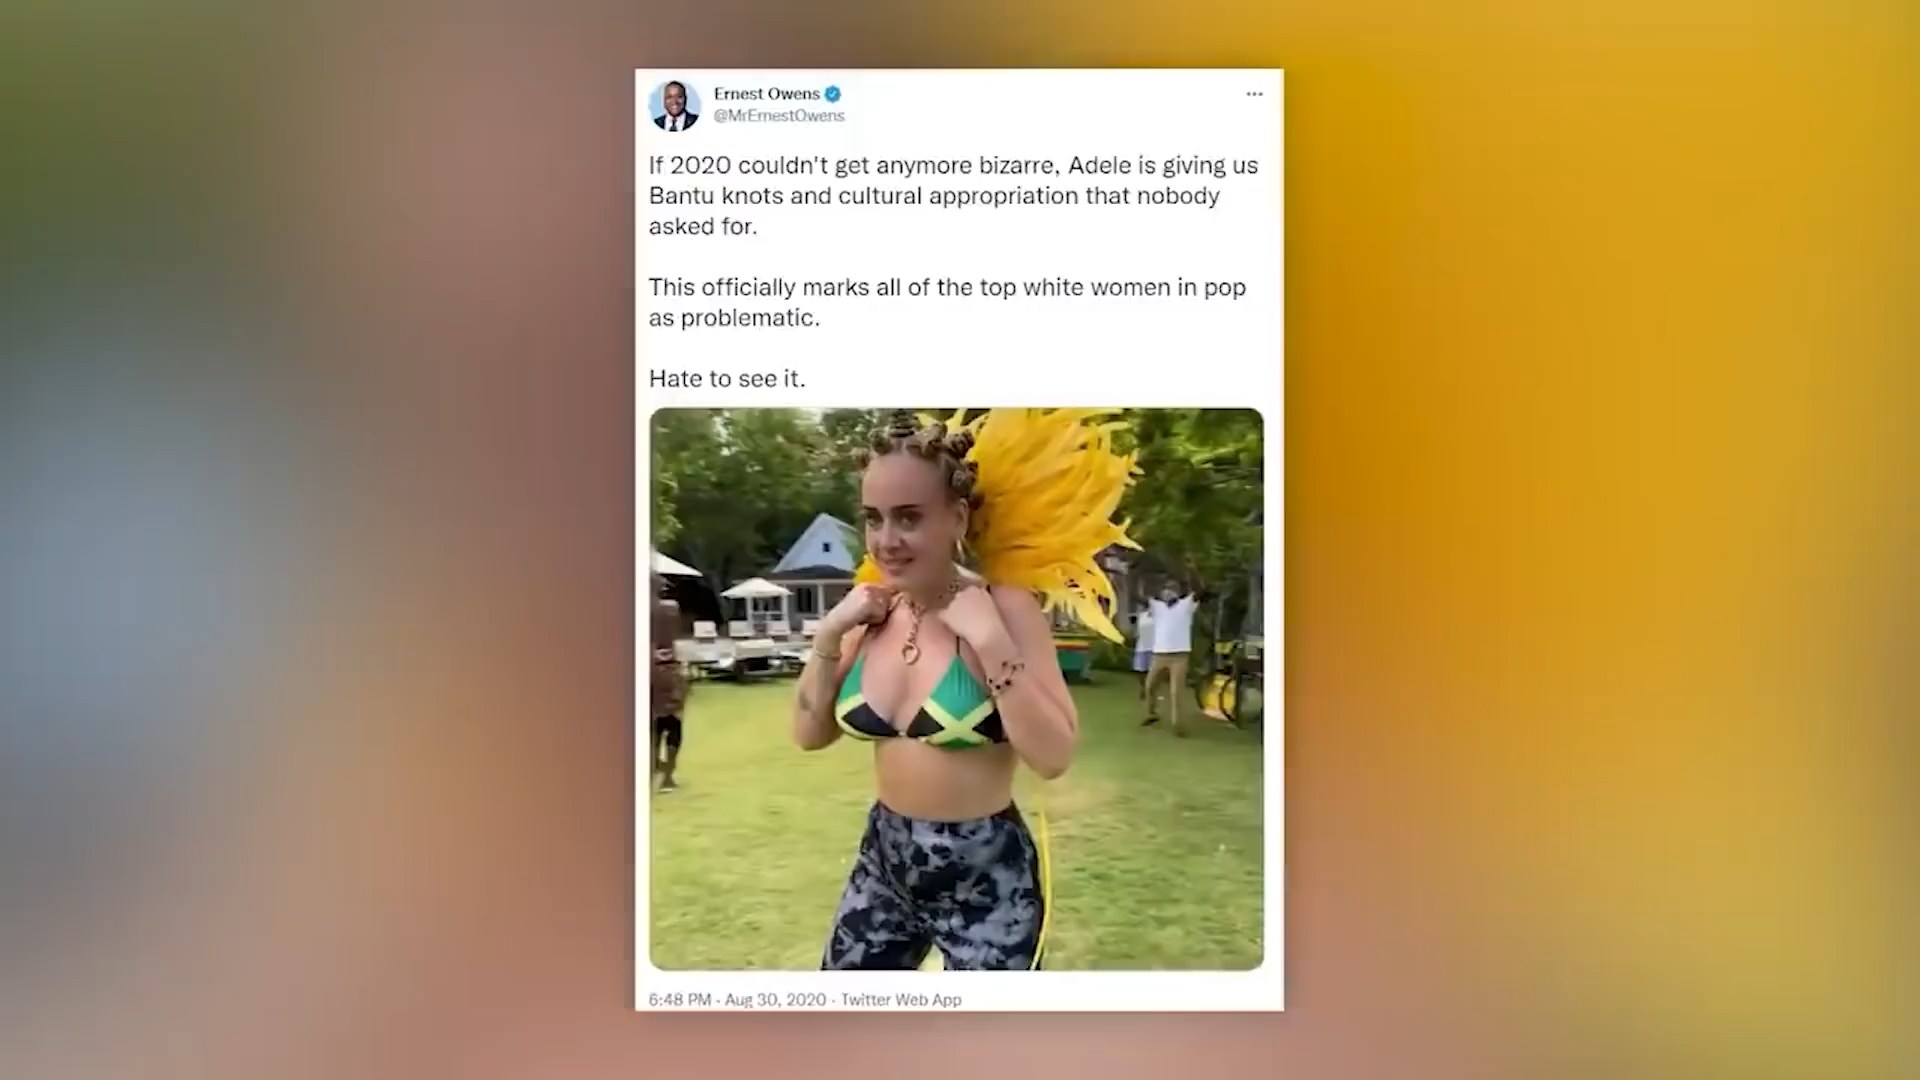 Ernest Owens
@MrErnestOwens
If 2020 couldn't get anymore bizarre, Adele is giving us
Bantu knots and cultural appropriation that nobody
asked for.
This officially marks all of the top white women in pop
as problematic.
Hate to see it.
6:48 PM · Aug 30, 2020 · Twitter Web App